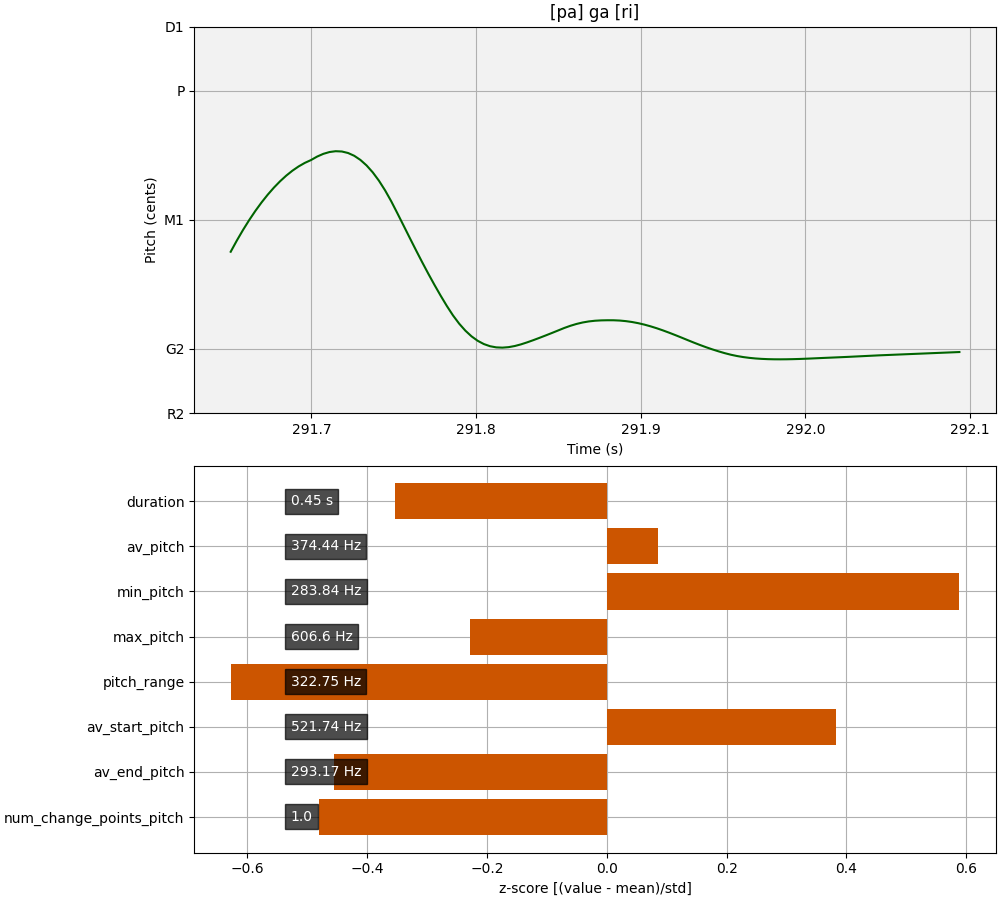 [pa] ga [ri]
D1
P
M1
G2
R2
Pitch (cents)
291.7 291.8 291.9 292.0 292.1
Time (s)
duration 0.45 s
av_pitch 374.44 Hz
min_pitch 283.84 Hz
max_pitch 606.6 Hz
pitch_range 322.75 Hz
av_start_pitch 521.74 Hz
av_end_pitch 293.17 Hz
num_change_points_pitch 1.0
−0.6 −0.4 −0.2 0.0 0.2 0.4 0.6
z-score [(value - mean)/std]